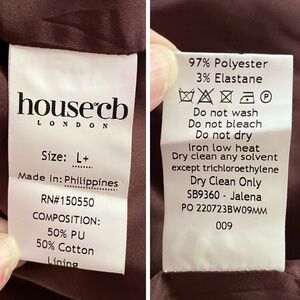 house of cb
LONDON
Size: L+
Made in: Philippines
RN#150550
COMPOSITION:
50% PU
50% Cotton
Lining
97% Polyester
3% Elastane
Do not wash
Do not bleach
Do not dry
iron low heat
Dry clean any solvent
except trichloroethylene
Dry Clean Only
SB9360 - Jalena
PO 220723BW09MM
009